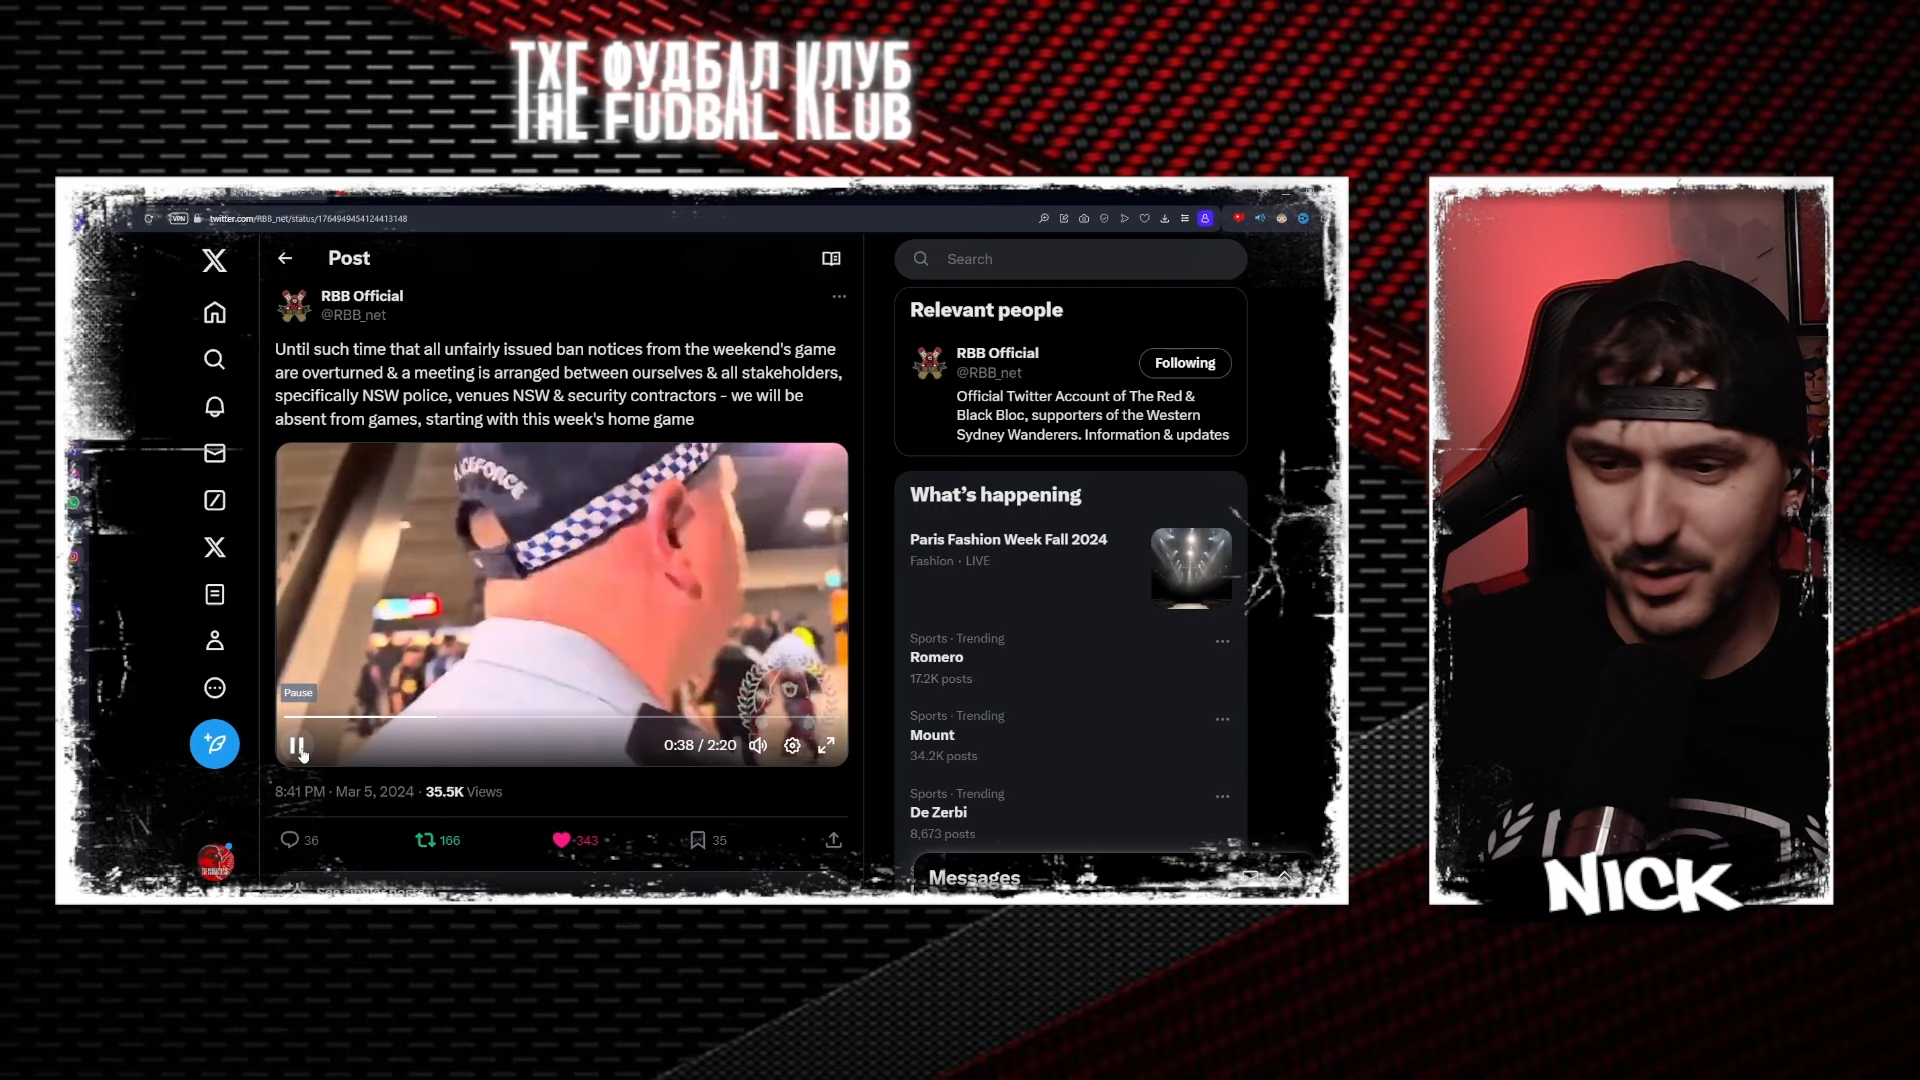 ТХЕ ФУДБАЛ КЛУБ
THE FUDBAL KLUB
VPN
twitter.com/RBB_net/status/1764949454124413148
Post
RBB Official
@RBB_net
Until such time that all unfairly issued ban notices from the weekend's game
are overturned & a meeting is arranged between ourselves & all stakeholders,
specifically NSW police, venues NSW & security contractors - we will be
absent from games, starting with this week's home game
Pause
0:38 / 2:20
8:41 PM · Mar 5, 2024 · 35.5K Views
36
166
343
35
Search
Relevant people
RBB Official
@RBB_net
Following
Official Twitter Account of The Red &
Black Bloc, supporters of the Western
Sydney Wanderers. Information & updates
What's happening
Paris Fashion Week Fall 2024
Fashion · LIVE
Sports · Trending
Romero
17.2K posts
Sports · Trending
Mount
34.2K posts
Sports · Trending
De Zerbi
8,673 posts
Messages
NICK